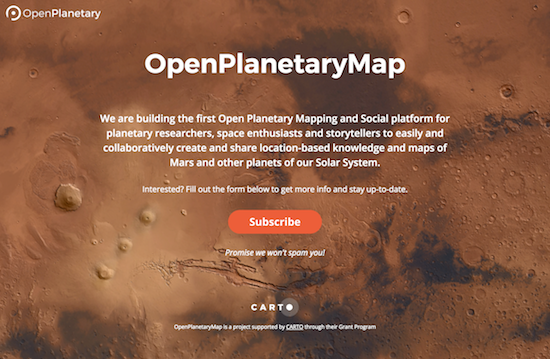 OpenPlanetary
OpenPlanetaryMap
We are building the first Open Planetary Mapping and Social platform for
planetary researchers, space enthusiasts and storytellers to easily and
collaboratively create and share location-based knowledge and maps of
Mars and other planets of our Solar System.
Interested? Fill out the form below to get more info and stay up-to-date.
Subscribe
Promise we won't spam you!
CARTO
OpenPlanetaryMap is a project supported by CARTO through their Grant Program